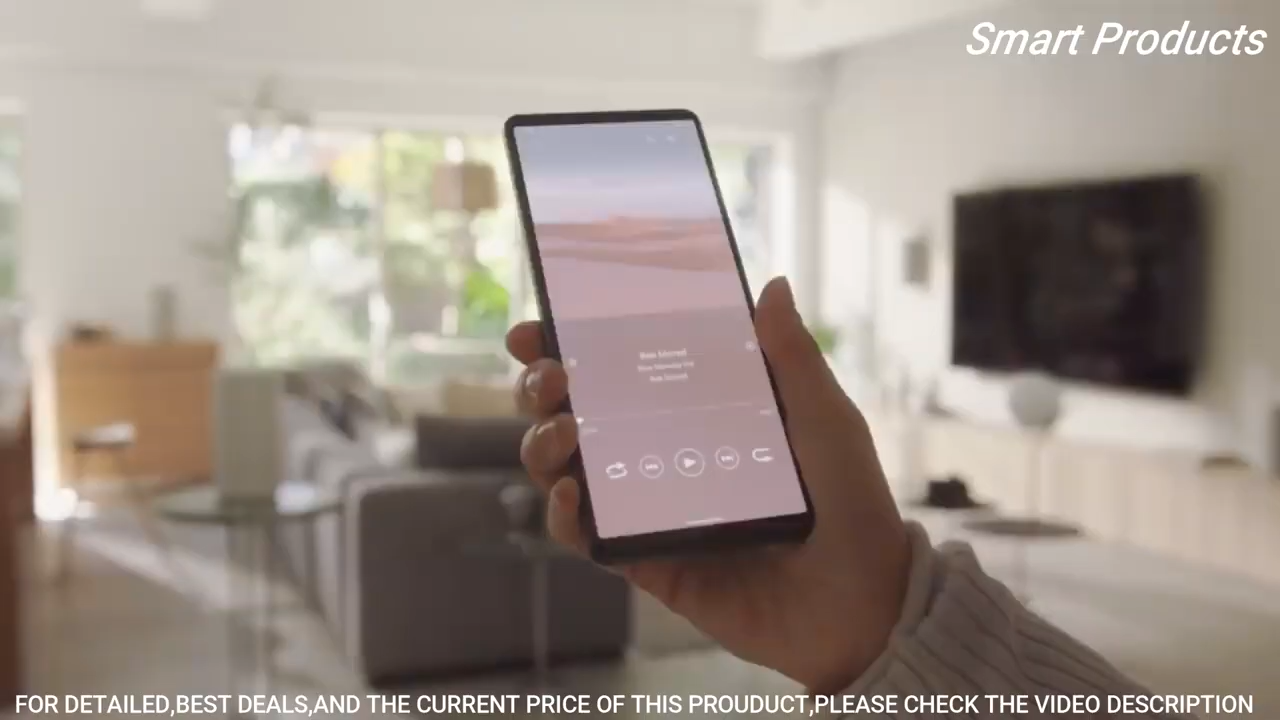 Smart Products
FOR DETAILED,BEST DEALS,AND THE CURRENT PRICE OF THIS PROUDUCT,PLEASE CHECK THE VIDEO DESCRIPTION